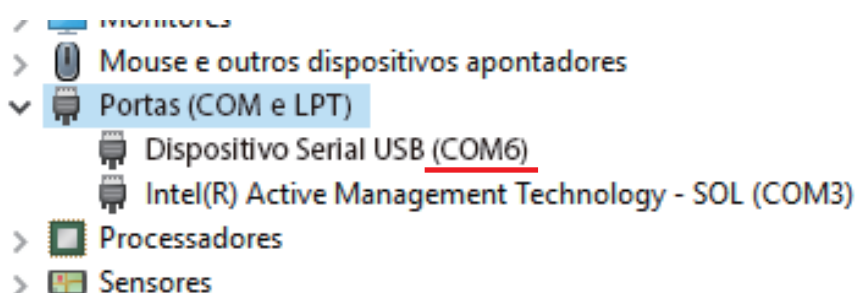 Monitores
Mouse e outros dispositivos apontadores
Portas (COM e LPT)
Dispositivo Serial USB (COM6)
Intel(R) Active Management Technology - SOL (COM3)
Processadores
Sensores